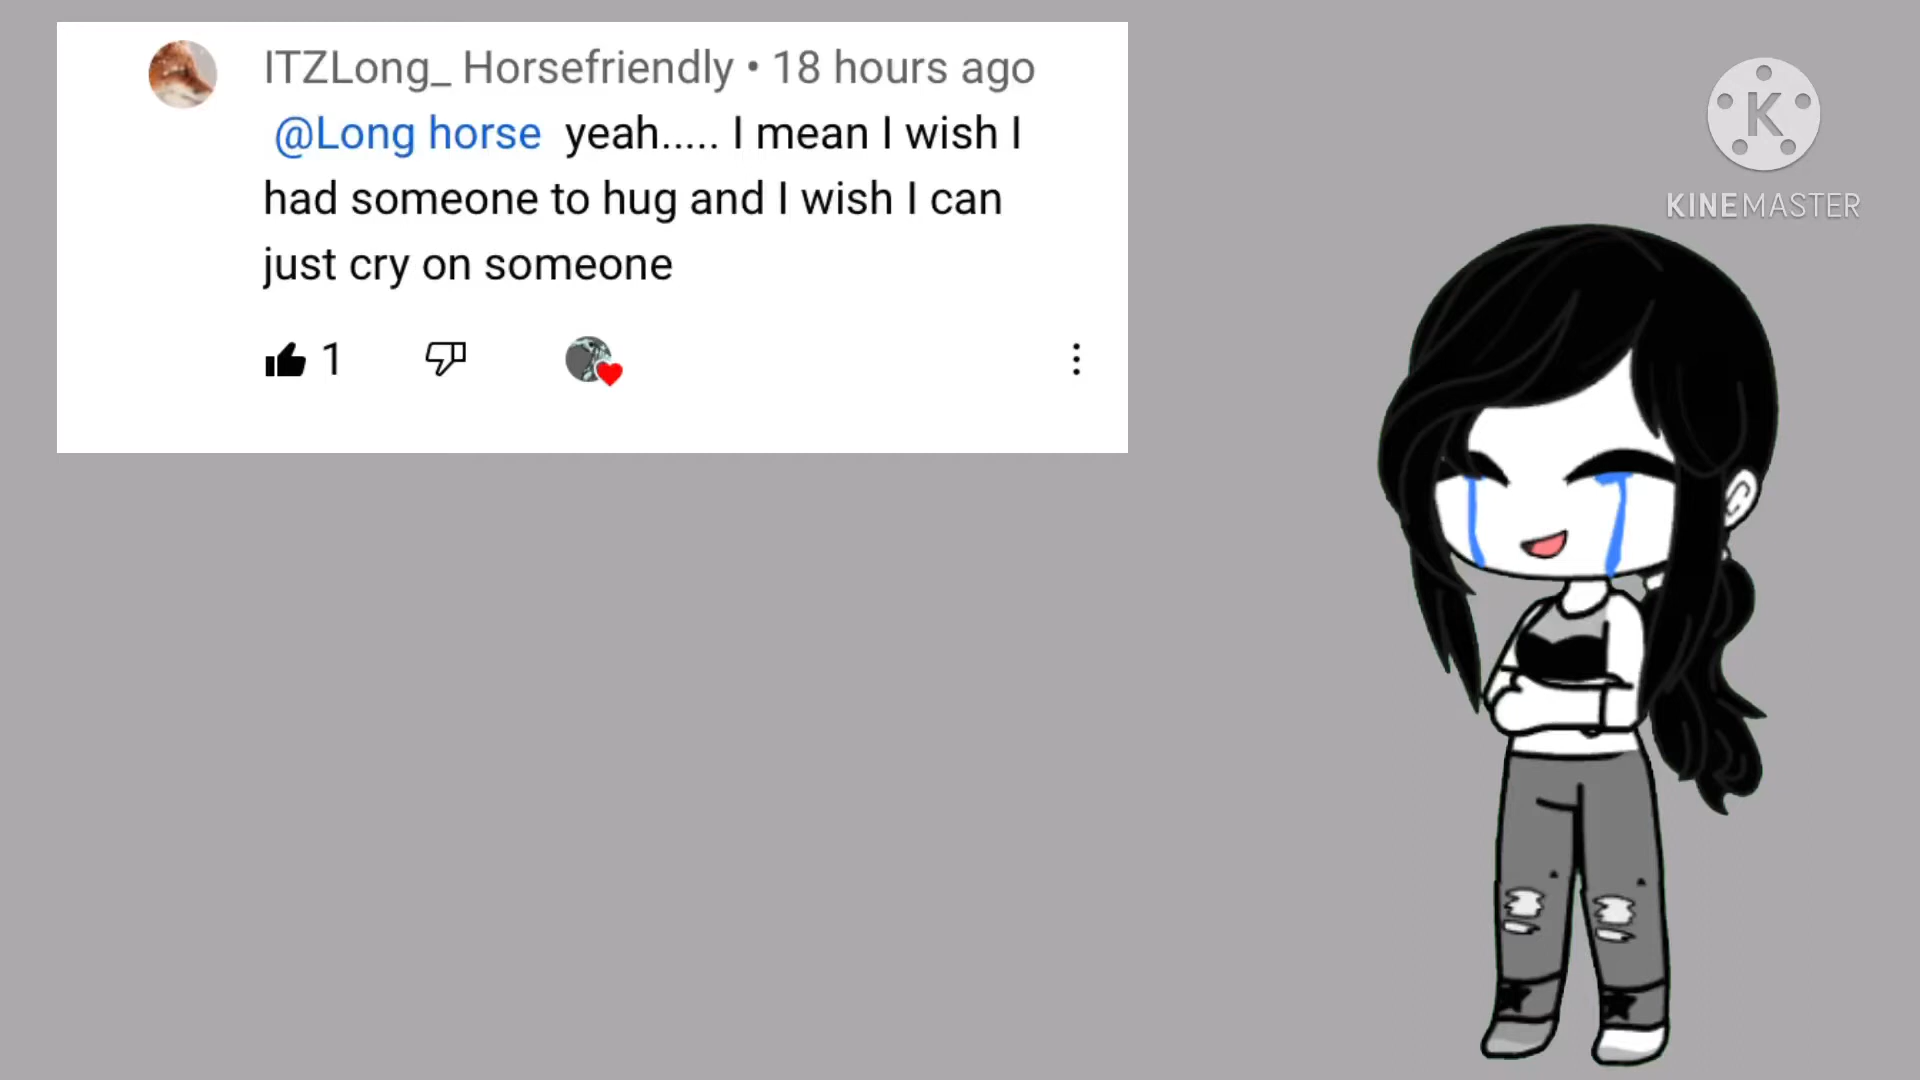 ITZLong_ Horsefriendly • 18 hours ago
@Long horse yeah..... I mean I wish I
had someone to hug and I wish I can
just cry on someone
1
K
KINEMASTER